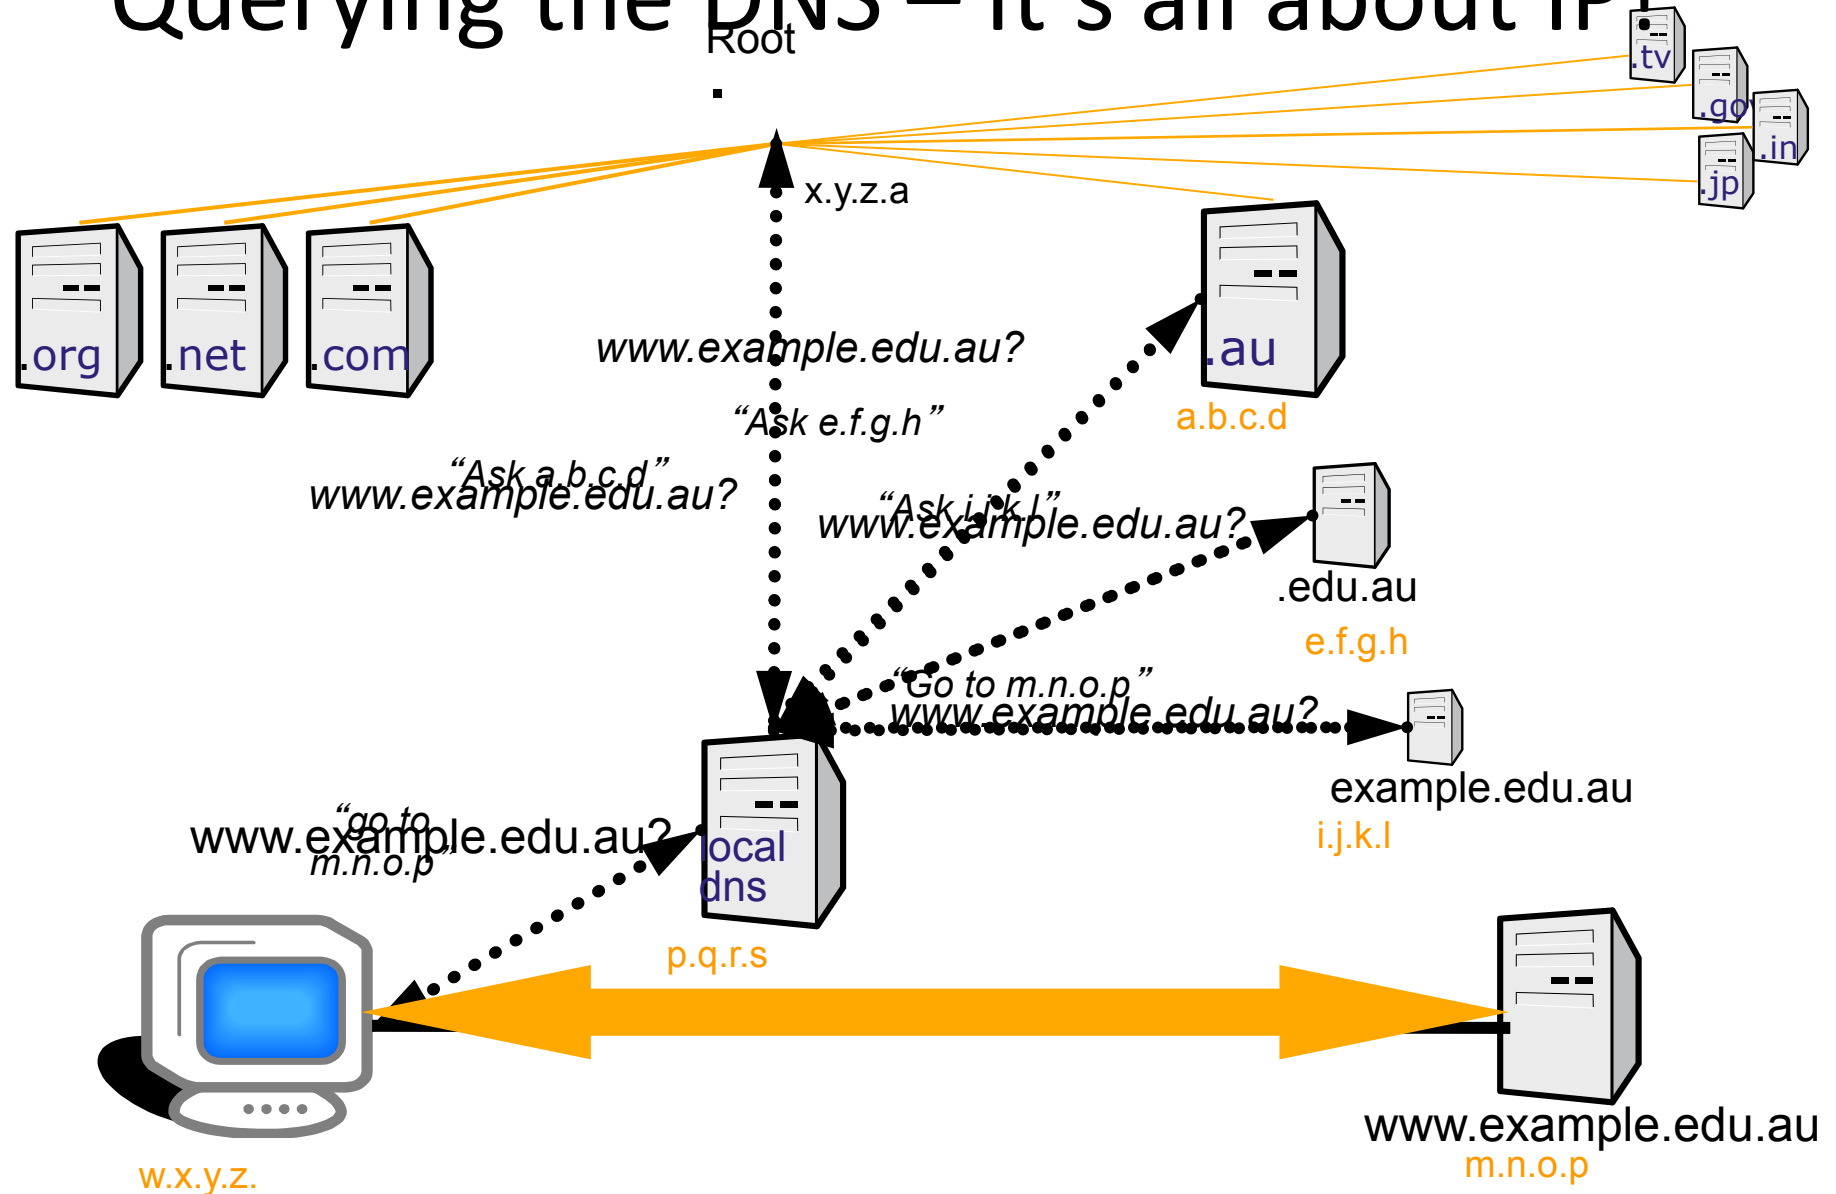 Querying the DNS – It's all about IP!
Root
.
.tv
.gov
.in
.jp
x.y.z.a
.org
.net
.com
.au
a.b.c.d
www.example.edu.au?
“Ask e.f.g.h”
“Ask a.b.c.d”
www.example.edu.au?
“Ask i.j.k.l”
www.example.edu.au?
.edu.au
e.f.g.h
“Go to m.n.o.p”
www.example.edu.au?
example.edu.au
i.j.k.l
“go to
m.n.o.p”
www.example.edu.au?
local
dns
p.q.r.s
www.example.edu.au
m.n.o.p
w.x.y.z.